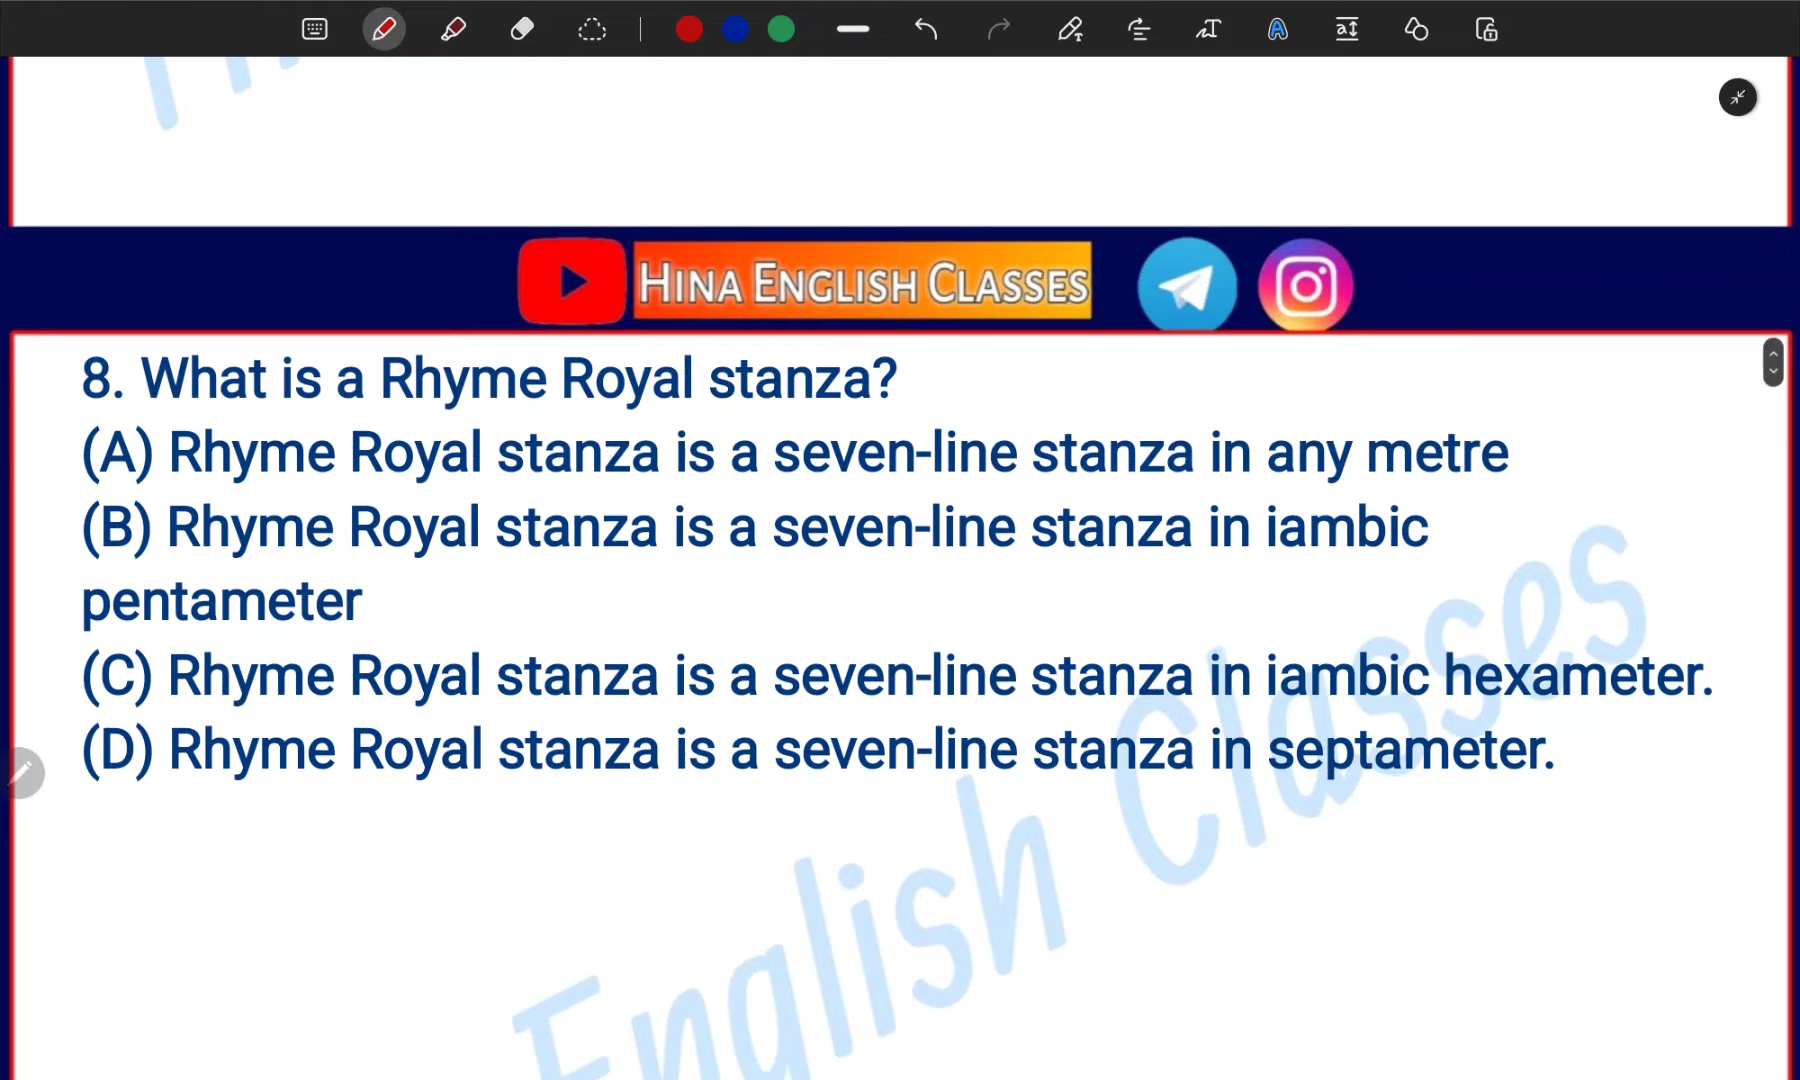 HINA ENGLISH CLASSES
8. What is a Rhyme Royal stanza?
(A) Rhyme Royal stanza is a seven-line stanza in any metre
(B) Rhyme Royal stanza is a seven-line stanza in iambic
pentameter
(C) Rhyme Royal stanza is a seven-line stanza in iambic hexameter.
(D) Rhyme Royal stanza is a seven-line stanza in septameter.
English Classes